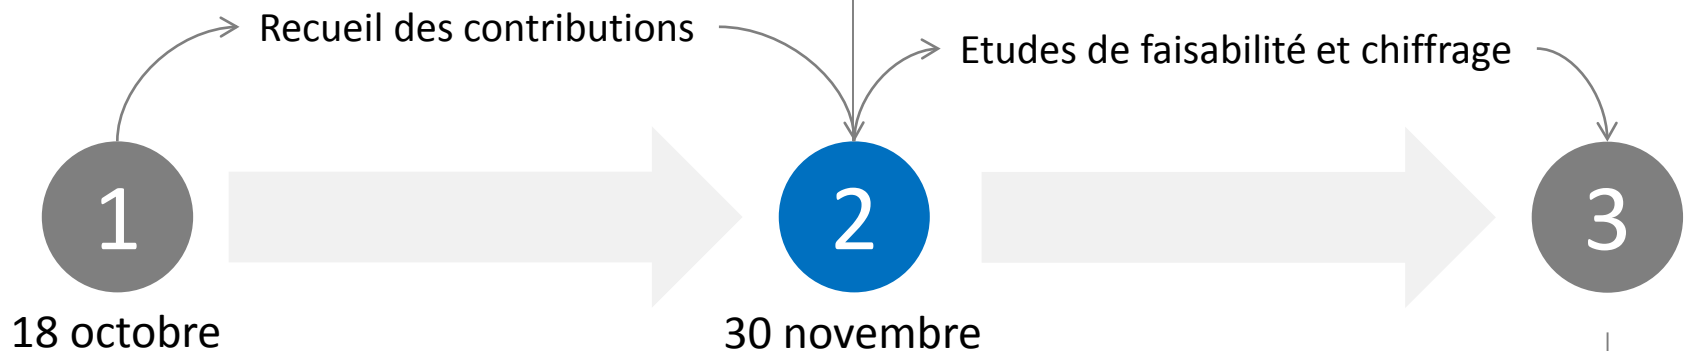 Recueil des contributions
Etudes de faisabilité et chiffrage
1
2
3
18 octobre
30 novembre